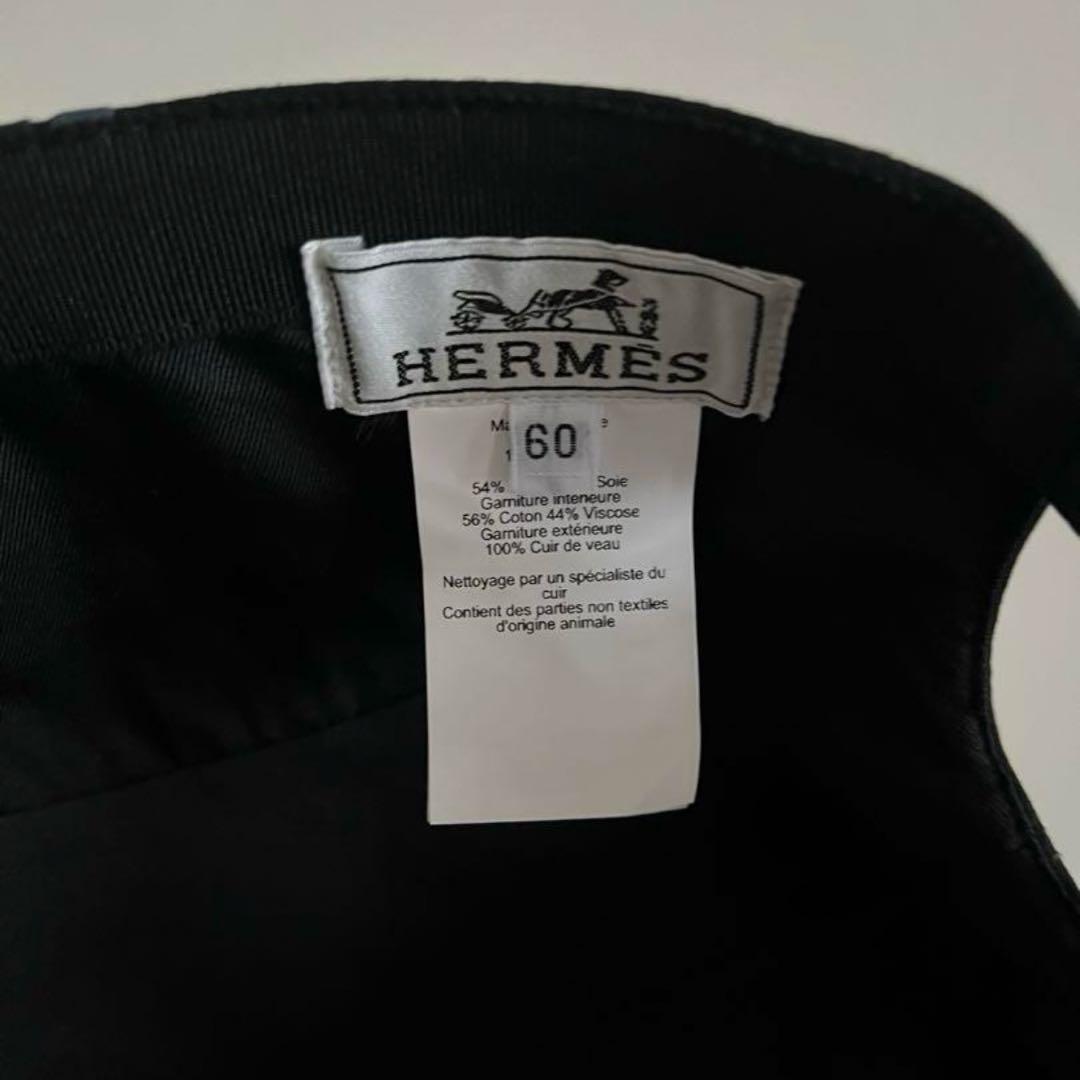 HERMÈS
60
54% Soie
Garniture interieure
56% Coton 44% Viscose
Garniture extérieure
100% Cuir de veau
Nettoyage par un spécialiste du
cuir
Contient des parties non textiles
d'origine animale